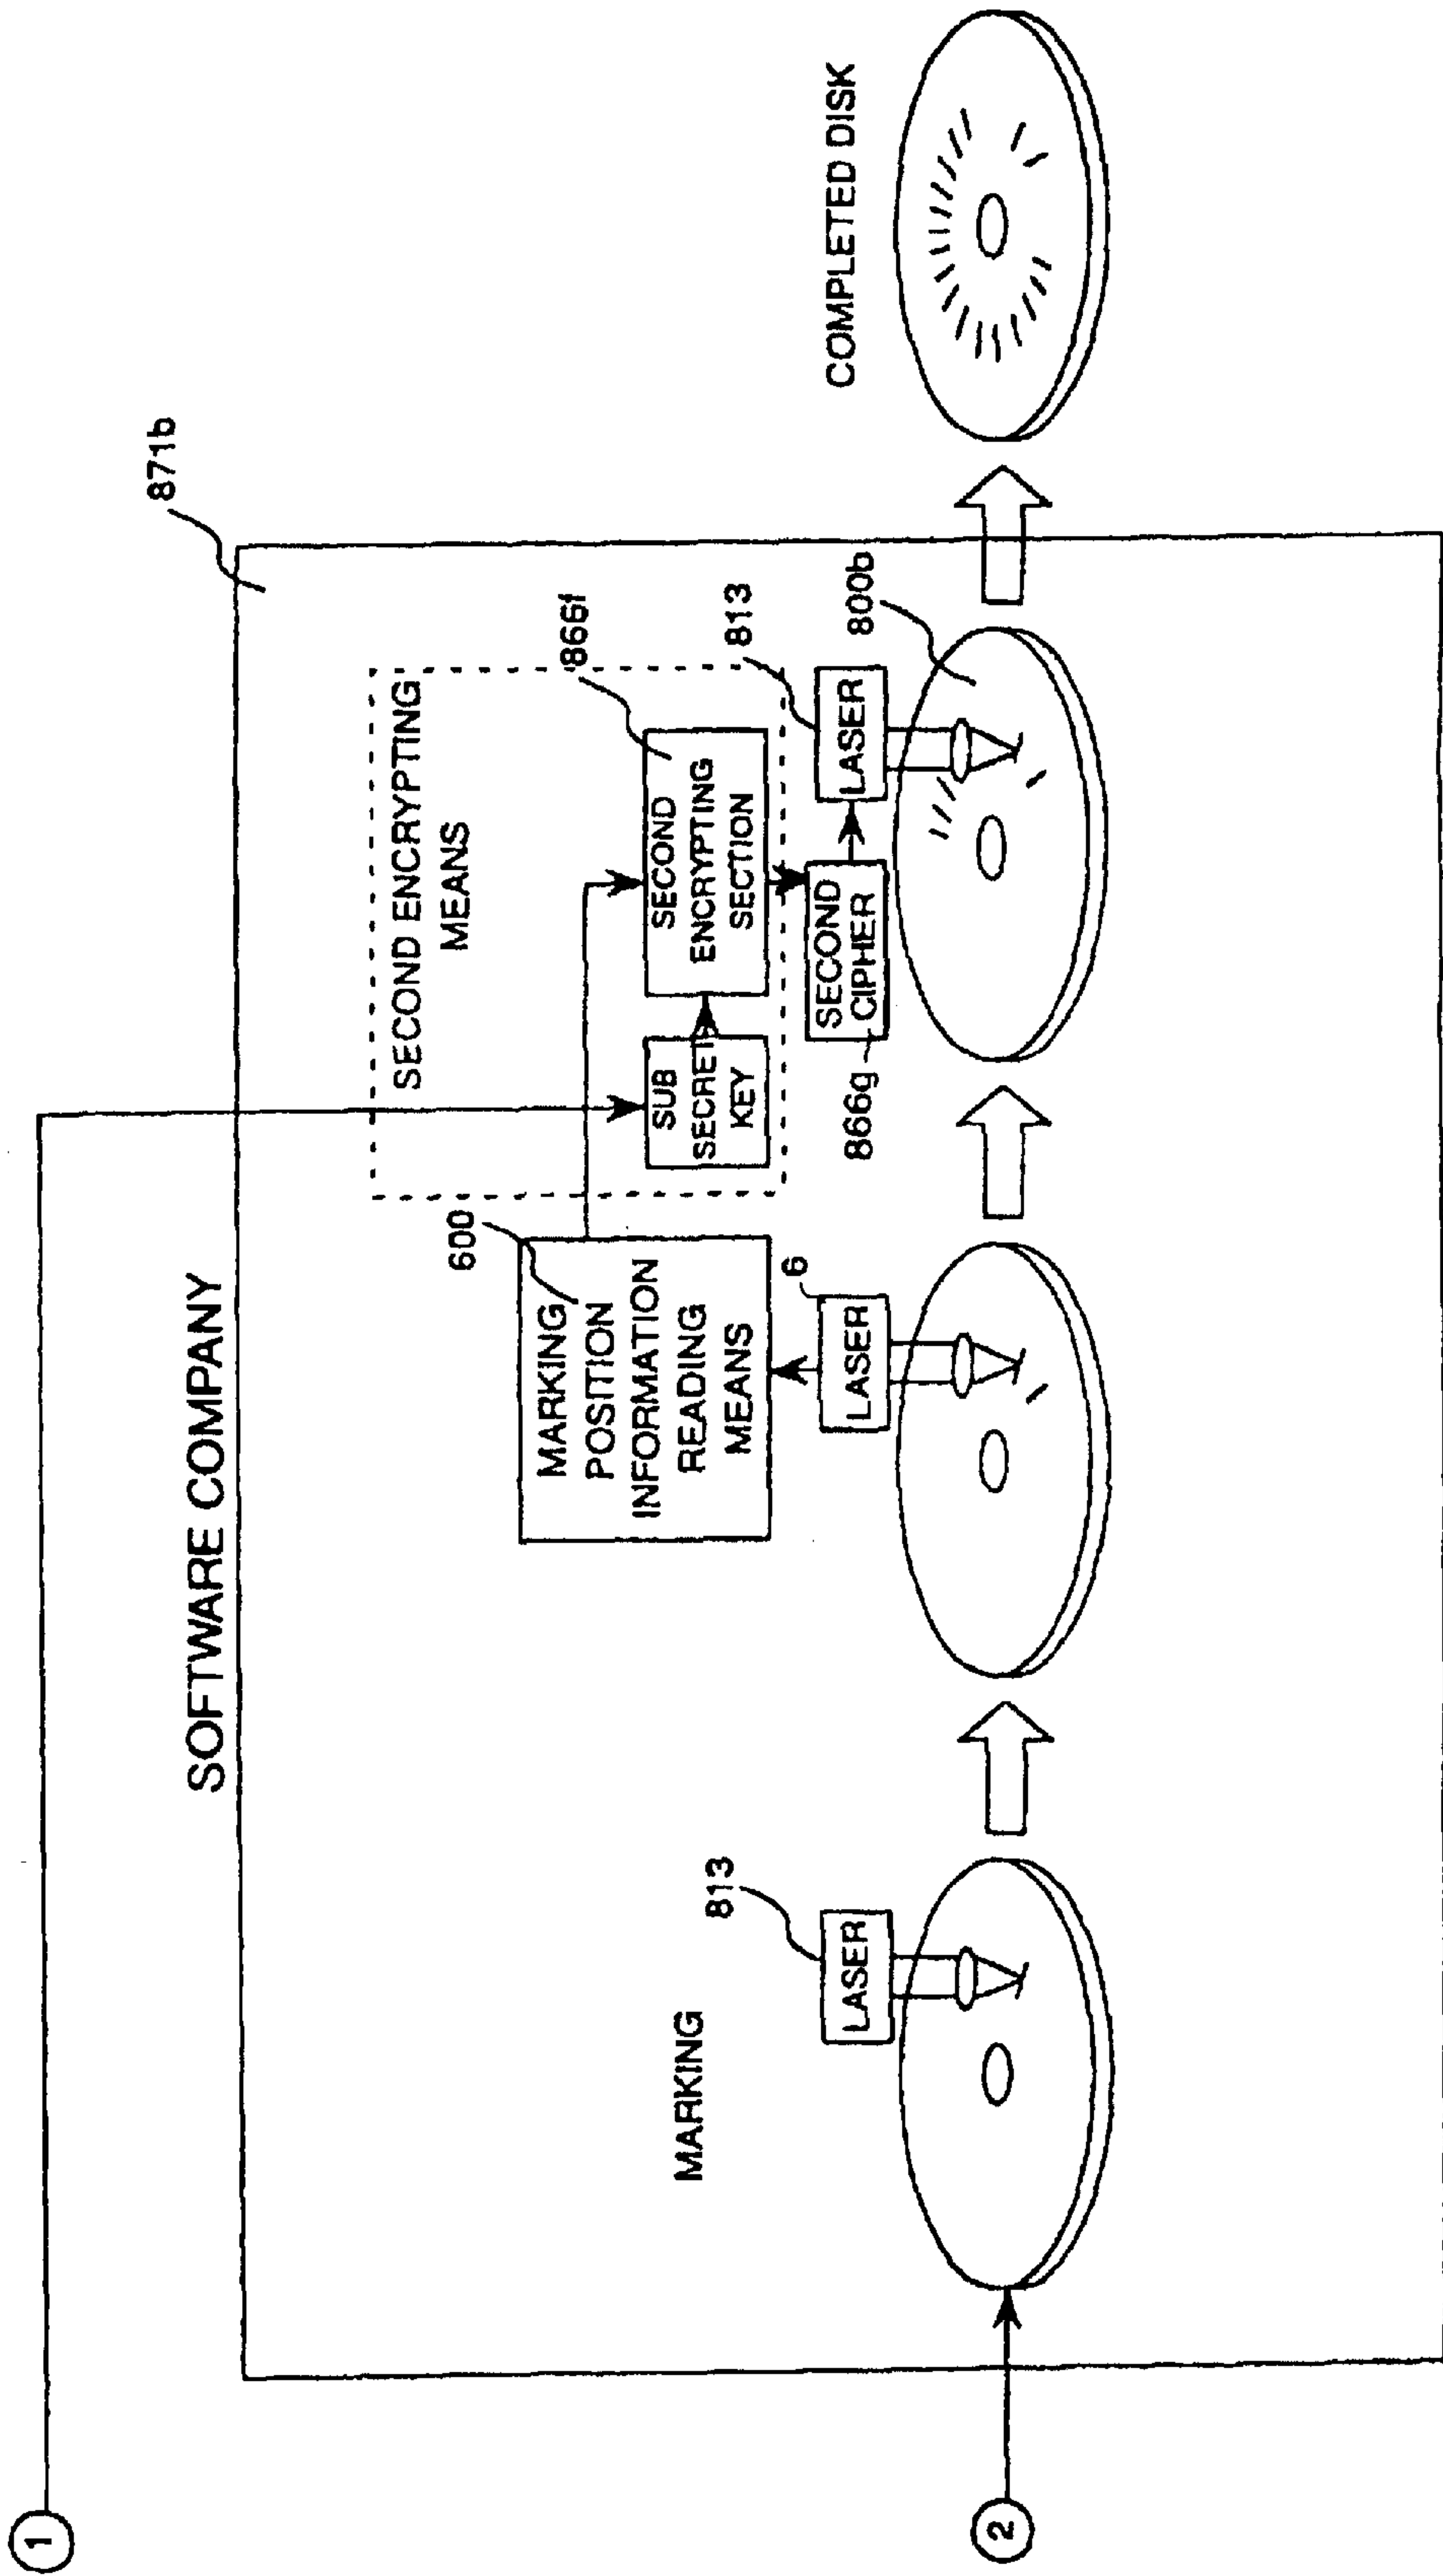 1
SOFTWARE COMPANY
871b
SECOND ENCRYPTING
MEANS
866f
600
MARKING
POSITION
INFORMATION
READING
MEANS
SUB
SECRET
KEY
SECOND
ENCRYPTING
SECTION
MARKING
813
LASER
6
LASER
SECOND
CIPHER
866g
813
LASER
800b
COMPLETED DISK
2